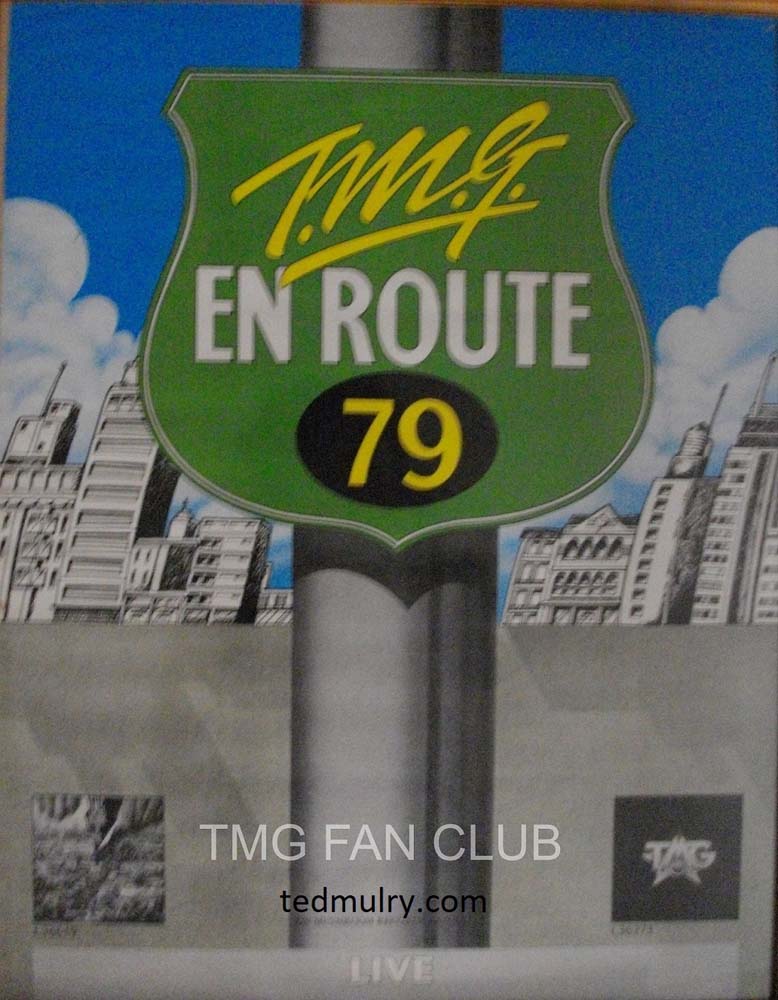 T.M.G.
EN ROUTE
79
TMG FAN CLUB
TMG
tedmulry.com
LIVE